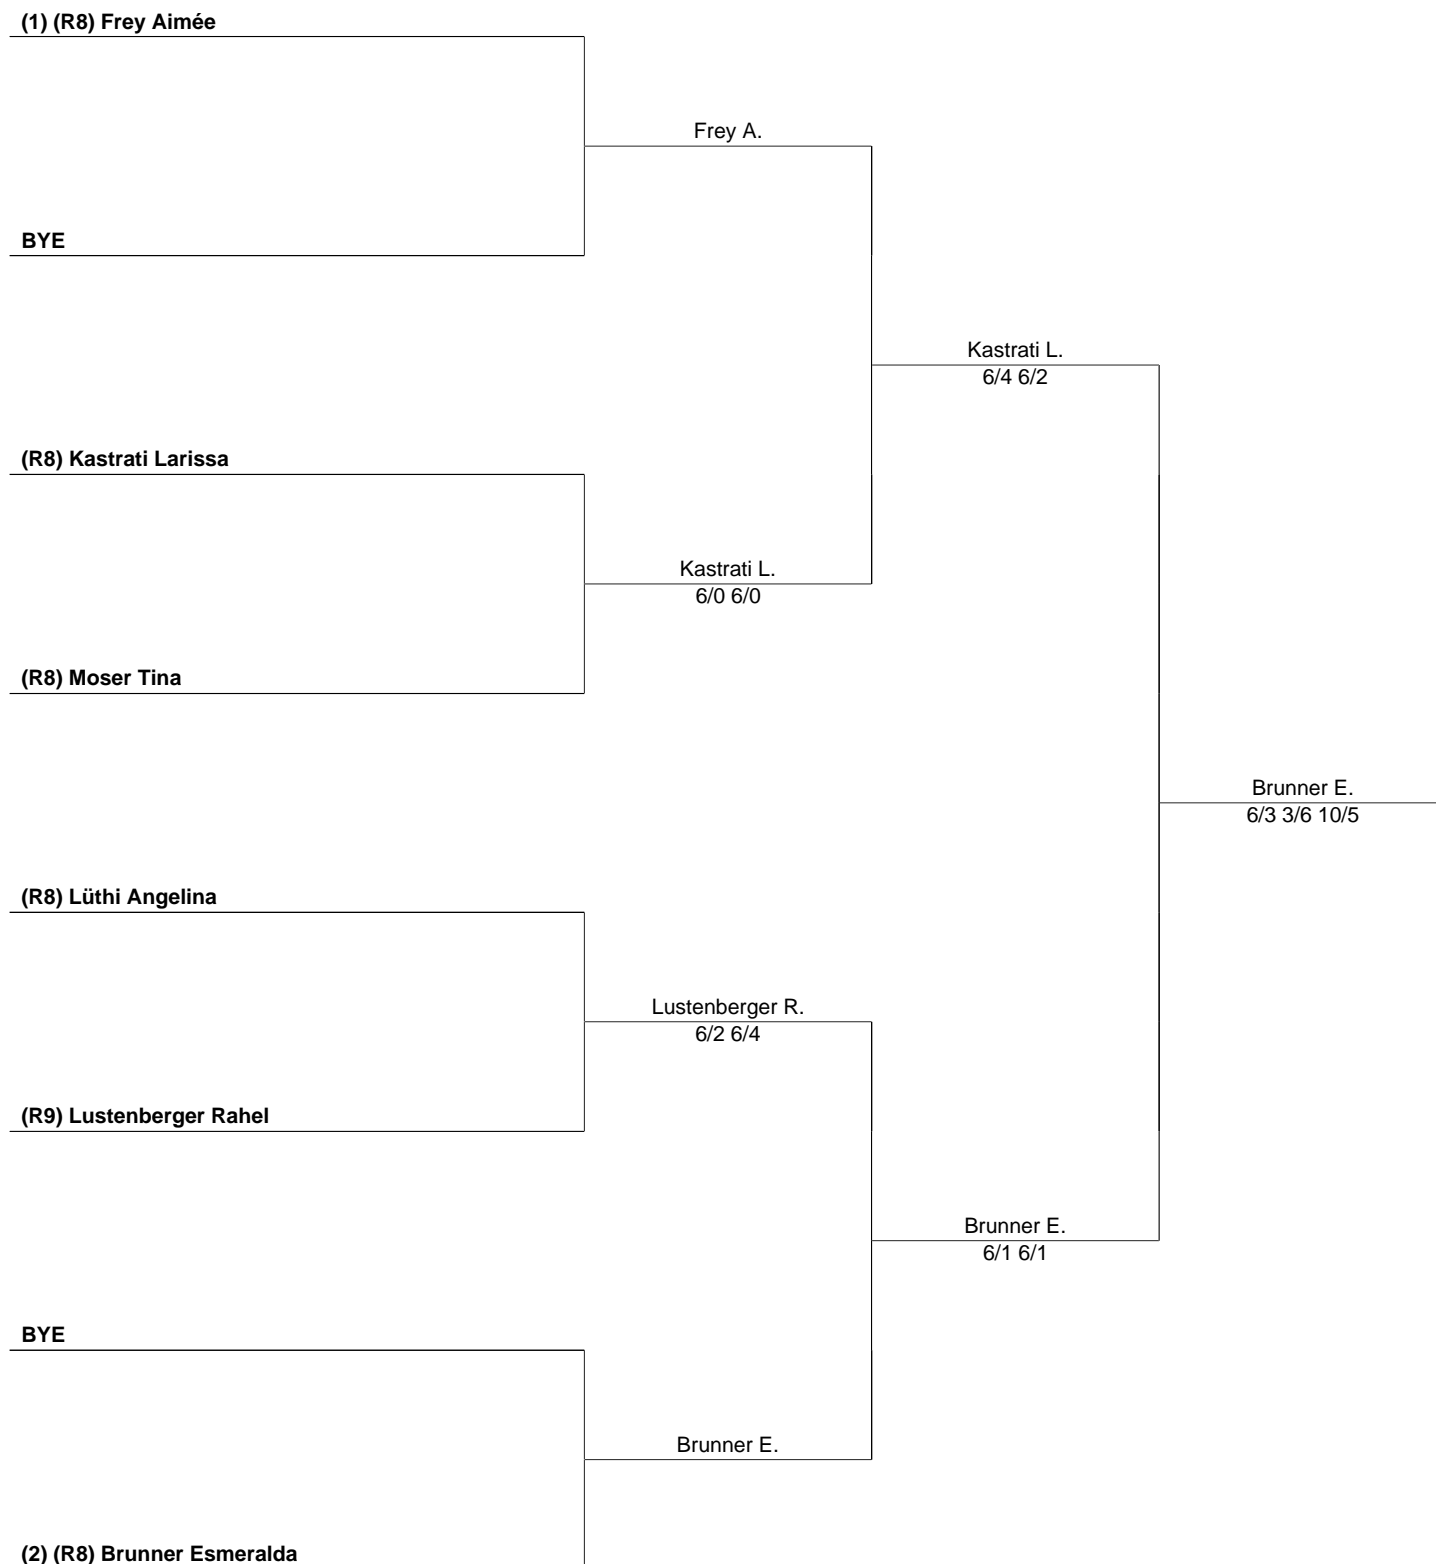 (1) (R8) Frey Aimée
Frey A.
BYE
Kastrati L.
6/4 6/2
(R8) Kastrati Larissa
Kastrati L.
6/0 6/0
(R8) Moser Tina
Brunner E.
6/3 3/6 10/5
(R8) Lüthi Angelina
Lustenberger R.
6/2 6/4
(R9) Lustenberger Rahel
Brunner E.
6/1 6/1
BYE
Brunner E.
(2) (R8) Brunner Esmeralda